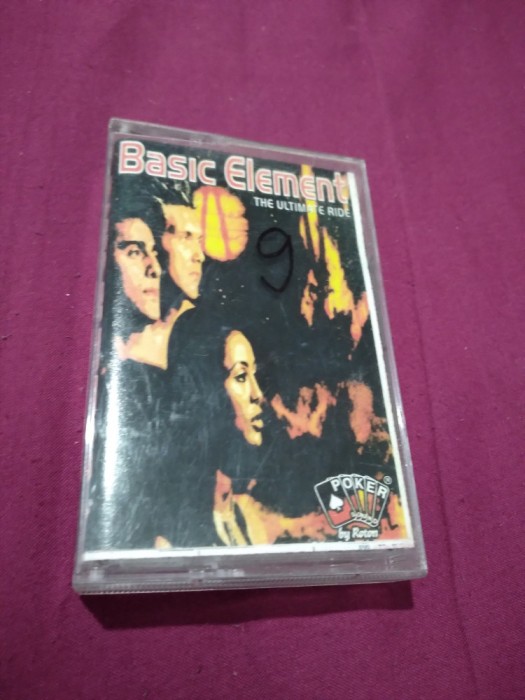 Basic Element
THE ULTIMATE RIDE
9
POKER
by Roton